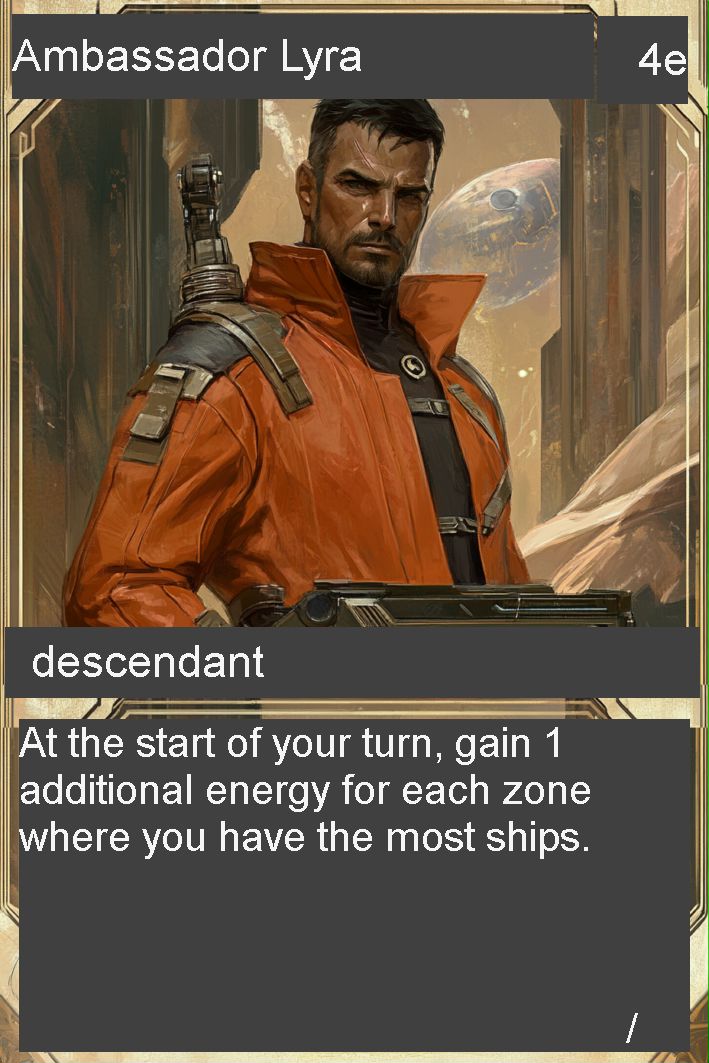 Ambassador Lyra
4e
descendant
At the start of your turn, gain 1
additional energy for each zone
where you have the most ships.
/